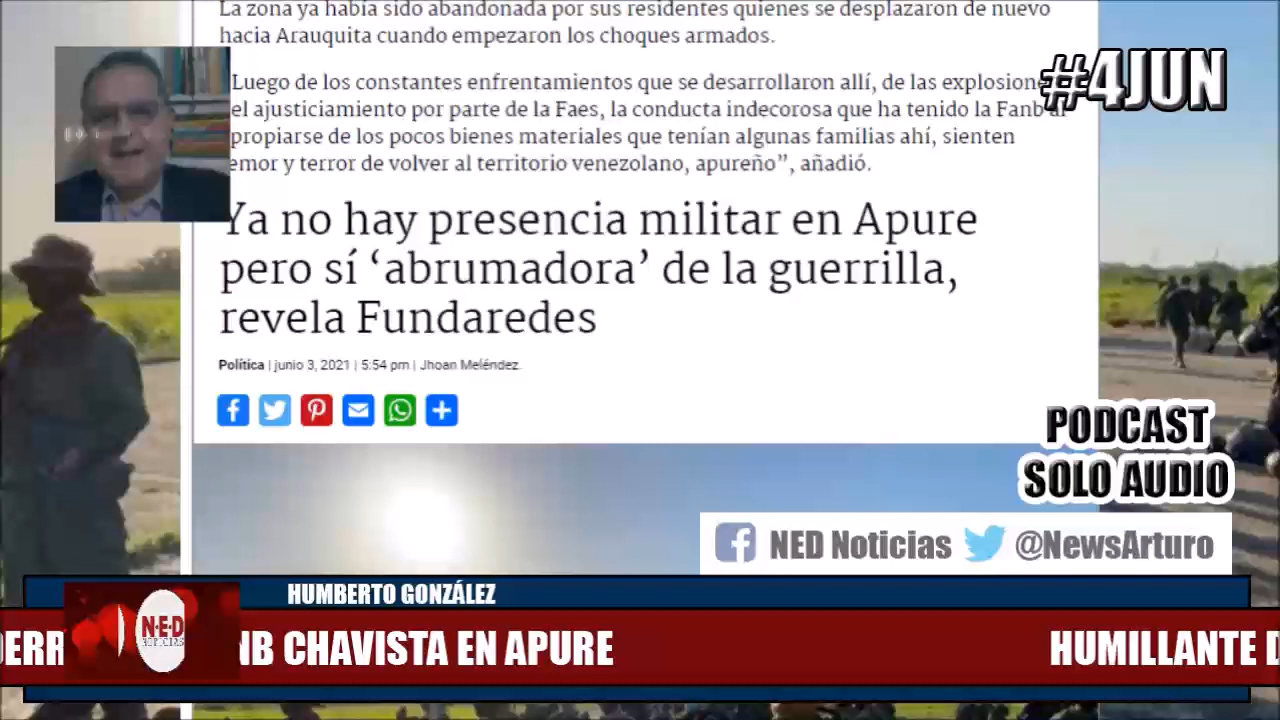 La zona ya había sido abandonada por sus residentes quienes se desplazaron de nuevo
hacia Arauquita cuando empezaron los choques armados.
#4JUN
Luego de los constantes enfrentamientos que se desarrollaron allí, de las explosione
el ajusticiamiento por parte de la Faes, la conducta indecorosa que ha tenido la Fanb al
propiarse de los pocos bienes materiales que tenían algunas familias ahí, sienten
emor y terror de volver al territorio venezolano, apureño”, añadió.
Ya no hay presencia militar en Apure
pero sí ‘abrumadora’ de la guerrilla,
revela Fundaredes
Política | junio 3, 2021 | 5:54 pm | Jhoan Meléndez
PODCAST
SOLO AUDIO
NED Noticias @NewsArturo
HUMBERTO GONZÁLEZ
N·E·D
NOTICIAS
DERR NB CHAVISTA EN APURE HUMILLANTE D